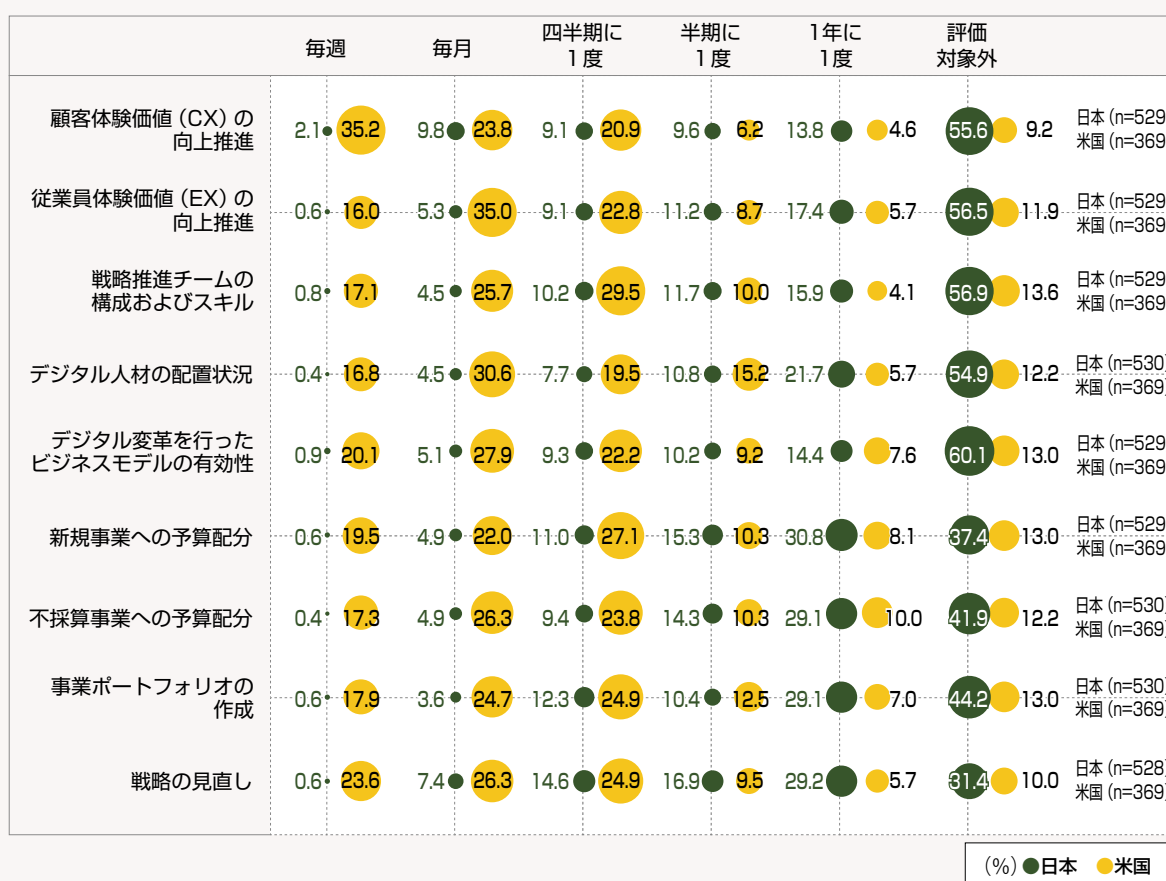 毎週 毎月 四半期に 半期に 1年に 評価
1度 1度 1度 対象外
顧客体験価値（CX）の
向上推進
2.1 35.2 9.8 23.8 9.1 20.9 9.6 6.2 13.8 4.6 55.6 9.2
日本（n=529
米国（n=369
従業員体験価値（EX）の
向上推進
0.6 16.0 5.3 35.0 9.1 22.8 11.2 8.7 17.4 5.7 56.5 11.9
日本（n=529
米国（n=369
戦略推進チームの
構成およびスキル
0.8 17.1 4.5 25.7 10.2 29.5 11.7 10.0 15.9 4.1 56.9 13.6
日本（n=529
米国（n=369
デジタル人材の配置状況
0.4 16.8 4.5 30.6 7.7 19.5 10.8 15.2 21.7 5.7 54.9 12.2
日本（n=530）
米国（n=369）
デジタル変革を行った
ビジネスモデルの有効性
0.9 20.1 5.1 27.9 9.3 22.2 10.2 9.2 14.4 7.6 60.1 13.0
日本（n=529
米国（n=369
新規事業への予算配分
0.6 19.5 4.9 22.0 11.0 27.1 15.3 10.3 30.8 8.1 37.4 13.0
日本（n=529
米国（n=369
不採算事業への予算配分
0.4 17.3 4.9 26.3 9.4 23.8 14.3 10.3 29.1 10.0 41.9 12.2
日本（n=530）
米国（n=369）
事業ポートフォリオの
作成
0.6 17.9 3.6 24.7 12.3 24.9 10.4 12.5 29.1 7.0 44.2 13.0
日本（n=530）
米国（n=369）
戦略の見直し
0.6 23.6 7.4 26.3 14.6 24.9 16.9 9.5 29.2 5.7 31.4 10.0
日本（n=528）
米国（n=369）
（%） 日本 米国